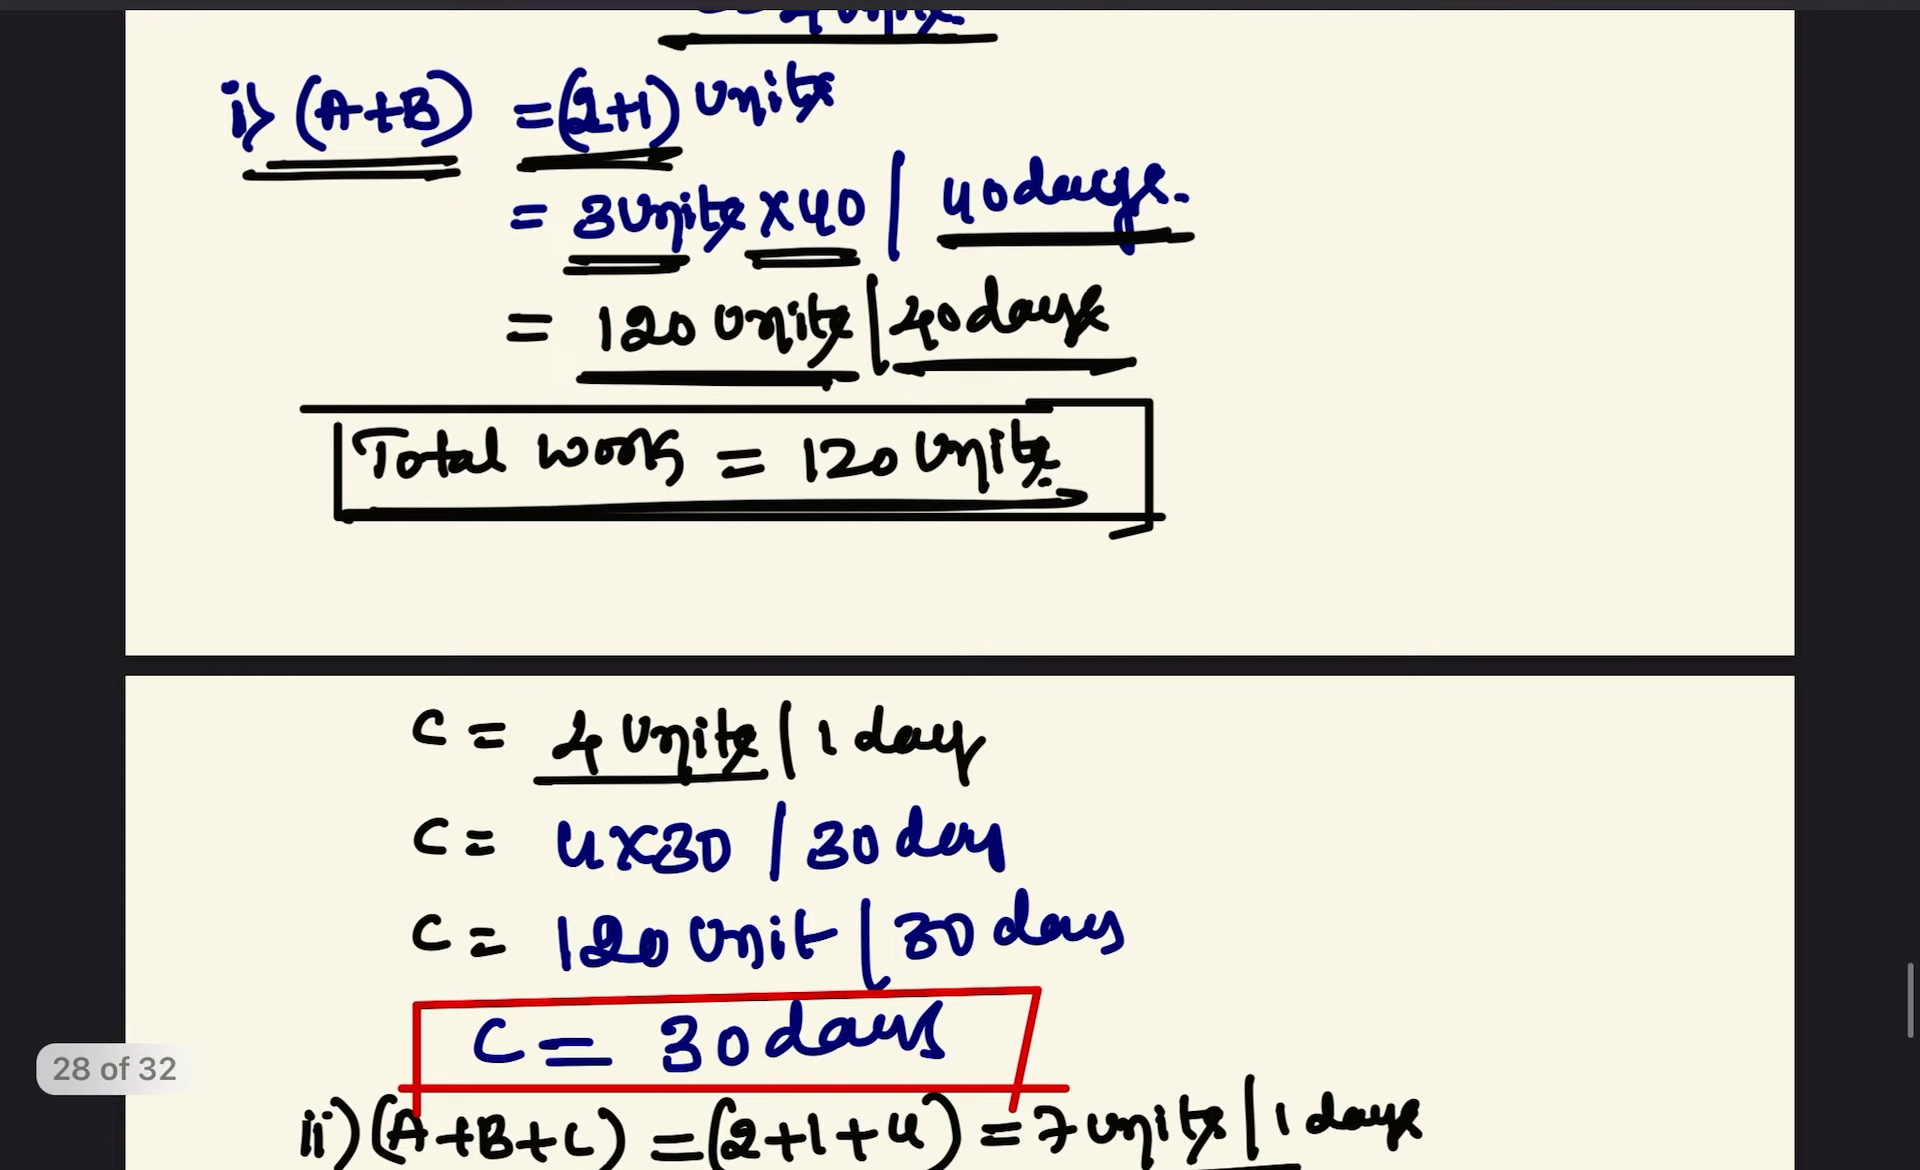 i) (A+B) = (2+1) units
= 3 units × 40 | 40 days.
= 120 units | 40 days
Total work = 120 units.
C = 4 units | 1 day
C = 4×30 | 30 day
C = 120 unit | 30 days
C = 30 days
28 of 32
ii) (A+B+C) = (2+1+4) = 7 units | 1 days